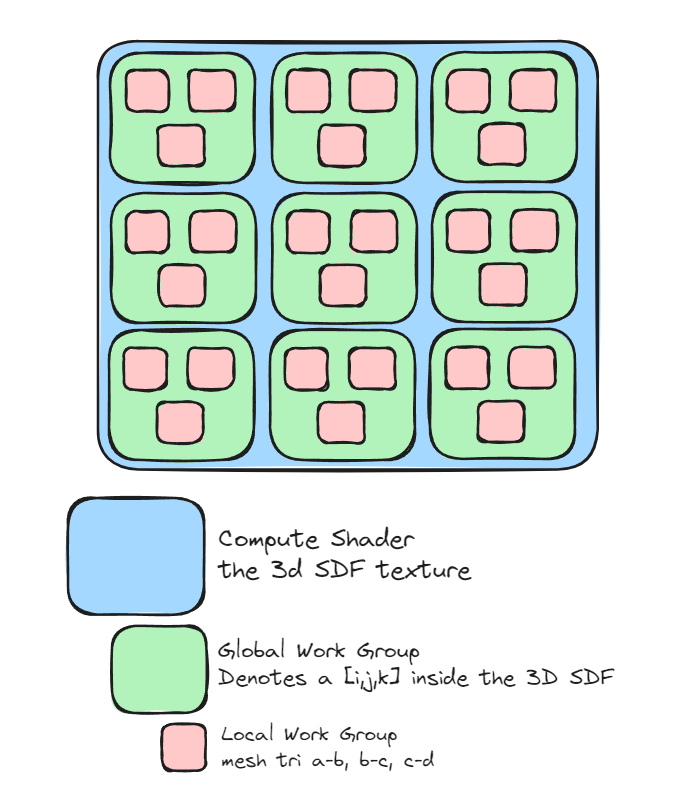 Compute Shader
the 3d SDF texture
Global Work Group
Denotes a [i,j,k] inside the 3D SDF
Local Work Group
mesh tri a-b, b-c, c-d